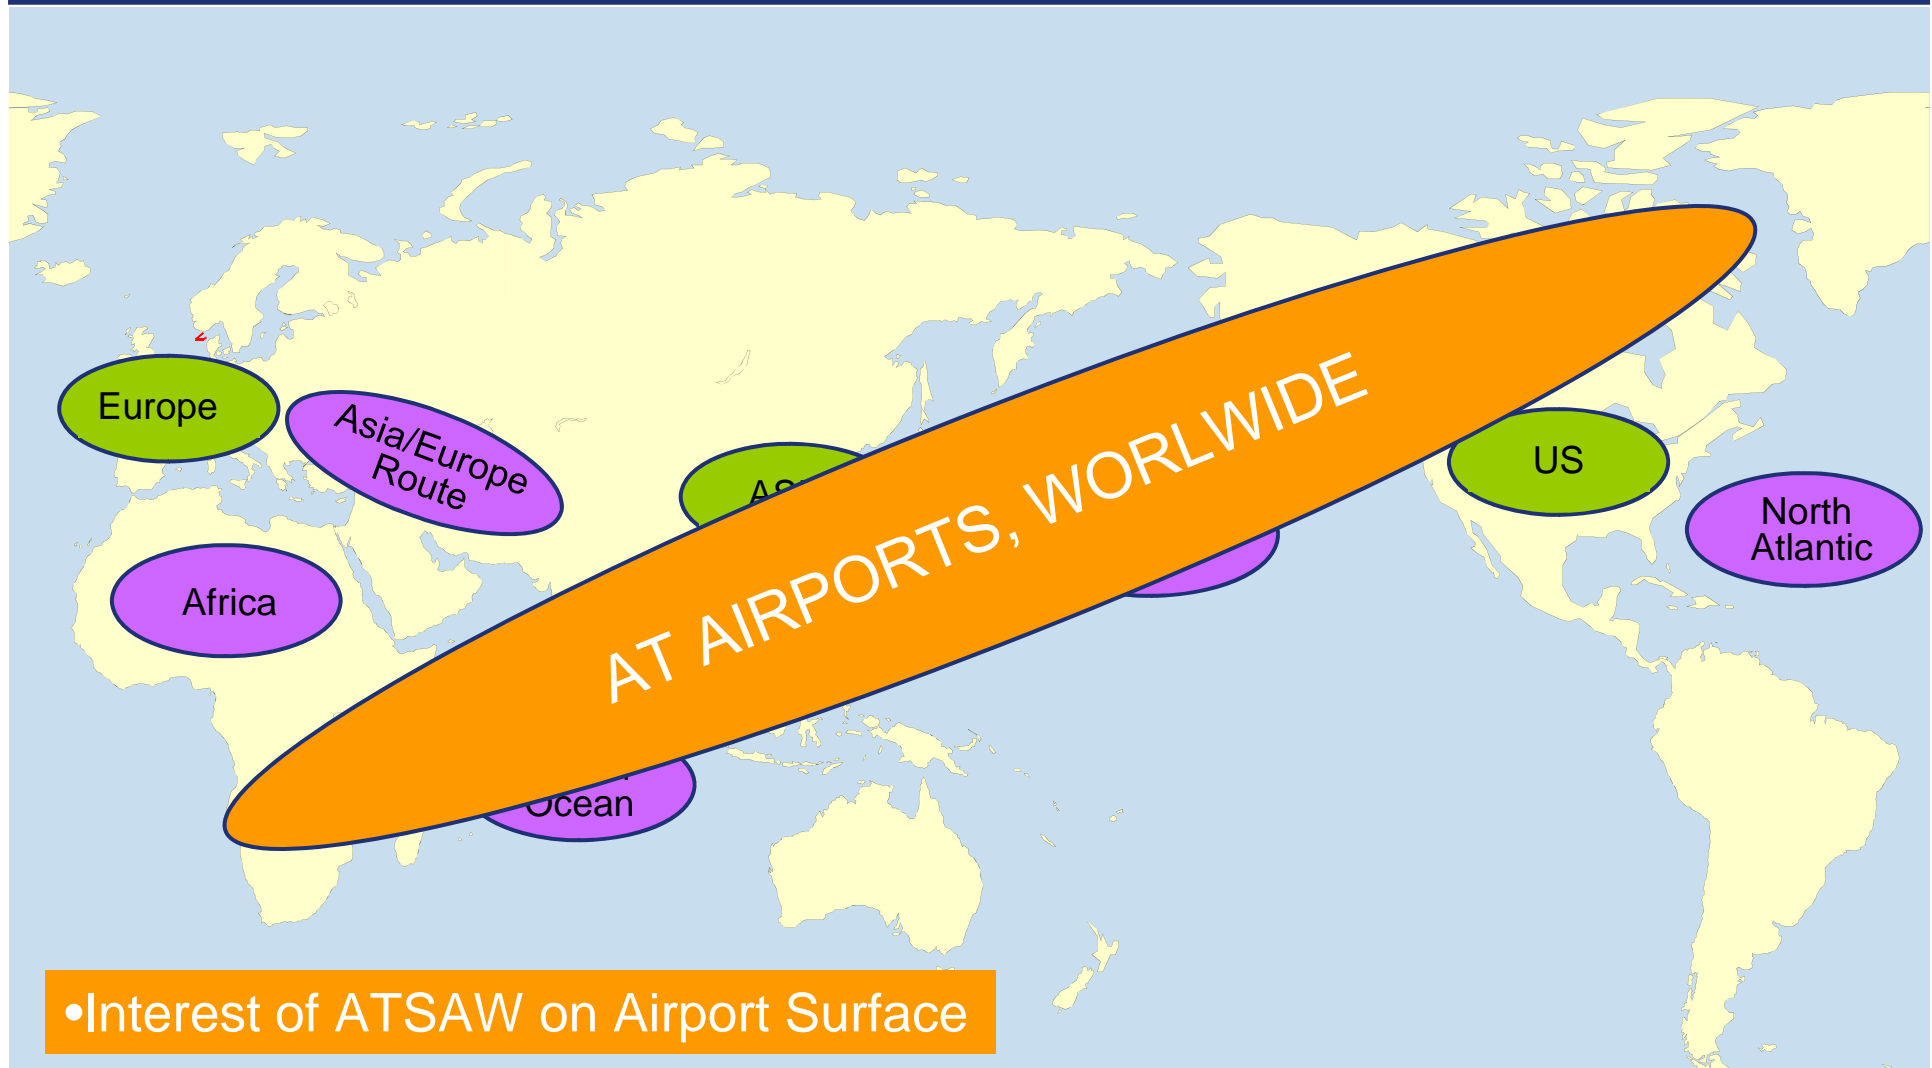 Europe
Asia/Europe
Route
US
North
Atlantic
Africa
AT AIRPORTS, WORLWIDE
Ocean
•Interest of ATSAW on Airport Surface